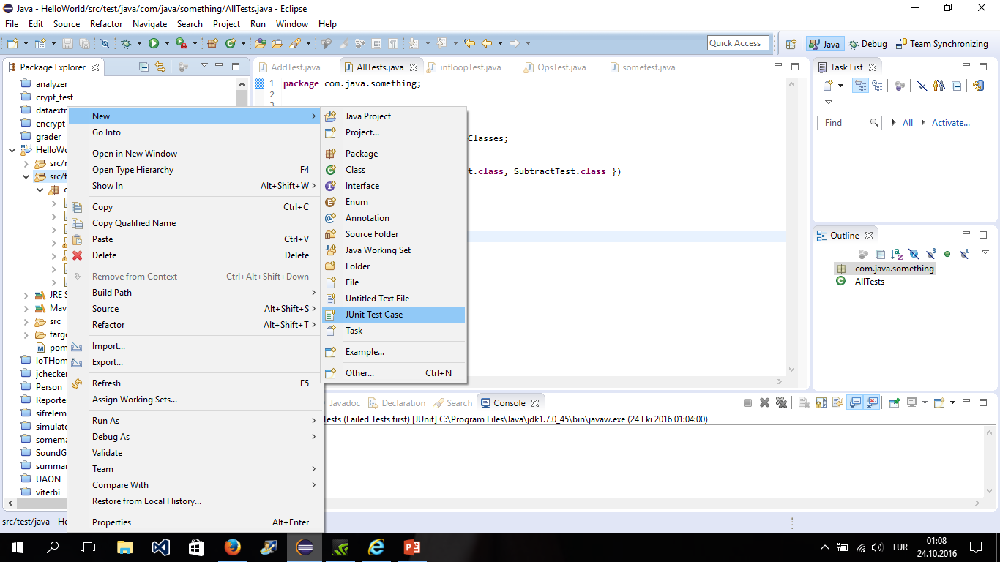 Java - HelloWorld/src/test/java/com/java/something/AllTests.java - Eclipse
File Edit Source Refactor Navigate Search Project Run Window Help
Quick Access Java Debug Team Synchronizing
Package Explorer
analyzer
crypt_test
dataextr
encrypt
grader
HelloWo
src/
src/t
JRE S
Mav
src
targe
pom
IoTHom
jchecker
Person
Reporte
sifrelem
simulato
somema
SoundG
summar
UAON
viterbi
New
Go Into
Open in New Window
Open Type Hierarchy F4
Show In Alt+Shift+W
Copy Ctrl+C
Copy Qualified Name
Paste Ctrl+V
Delete Delete
Remove from Context Ctrl+Alt+Shift+Down
Build Path
Source Alt+Shift+S
Refactor Alt+Shift+T
Import...
Export...
Refresh F5
Assign Working Sets...
Run As
Debug As
Validate
Team
Compare With
Restore from Local History...
Properties Alt+Enter
Java Project
Project...
Package
Class
Interface
Enum
Annotation
Source Folder
Java Working Set
Folder
File
Untitled Text File
JUnit Test Case
Task
Example...
Other... Ctrl+N
AddTest.java AllTests.java infloopTest.java OpsTest.java sometest.java
1 package com.java.something;
2
3
Classes;
t.class, SubtractTest.class })
Javadoc Declaration Search Console
Tests (Failed Tests first) [JUnit] C:\Program Files\Java\jdk1.7.0_45\bin\javaw.exe (24 Eki 2016 01:04:00)
Task List
Find All Activate...
Outline
com.java.something
AllTests
src/test/java - He
TUR
01:08
24.10.2016